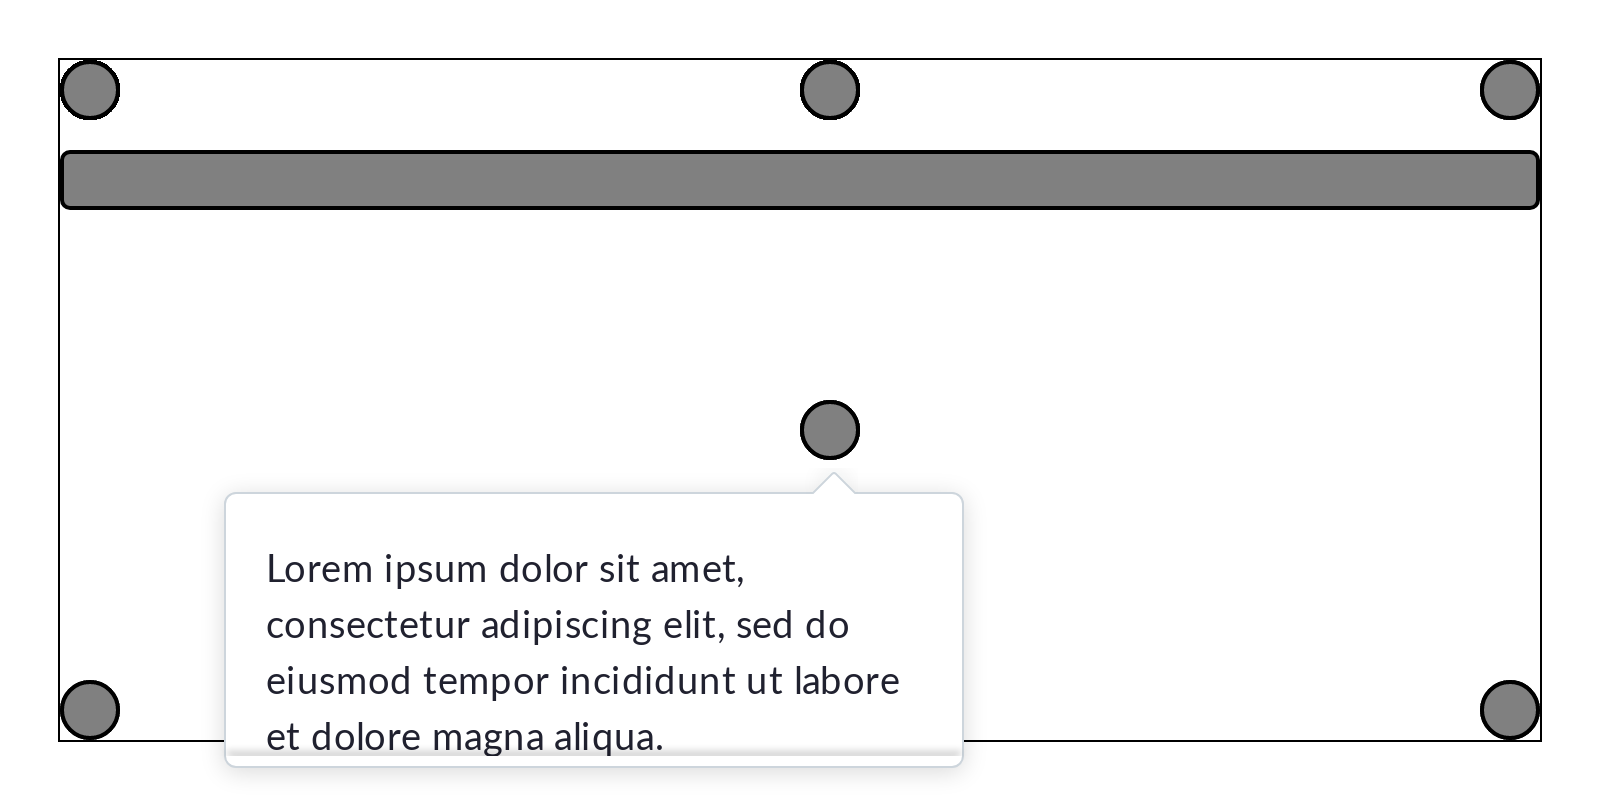 Lorem ipsum dolor sit amet,
consectetur adipiscing elit, sed do
eiusmod tempor incididunt ut labore
et dolore magna aliqua.